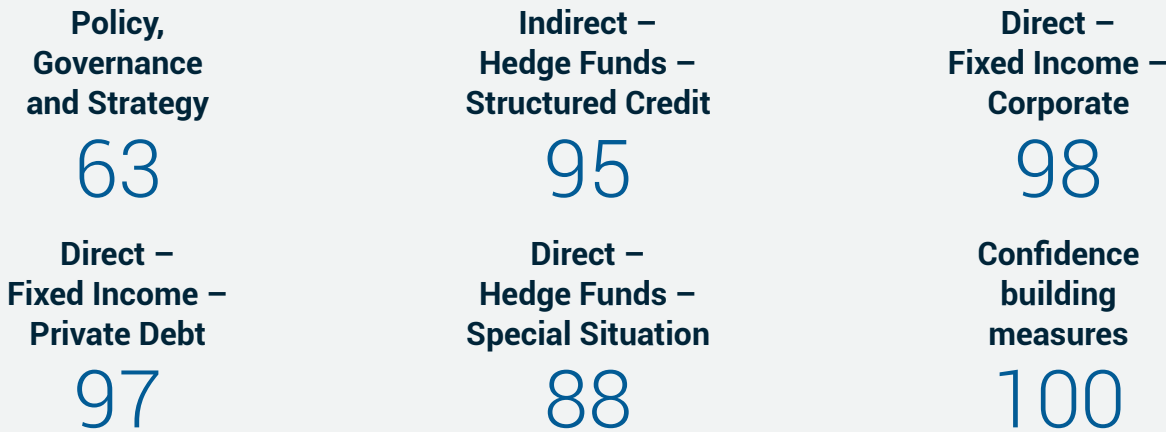 Policy,
Governance
and Strategy
63
Indirect –
Hedge Funds –
Structured Credit
95
Direct –
Fixed Income –
Corporate
98
Direct –
Fixed Income –
Private Debt
97
Direct –
Hedge Funds –
Special Situation
88
Confidence
building
measures
100